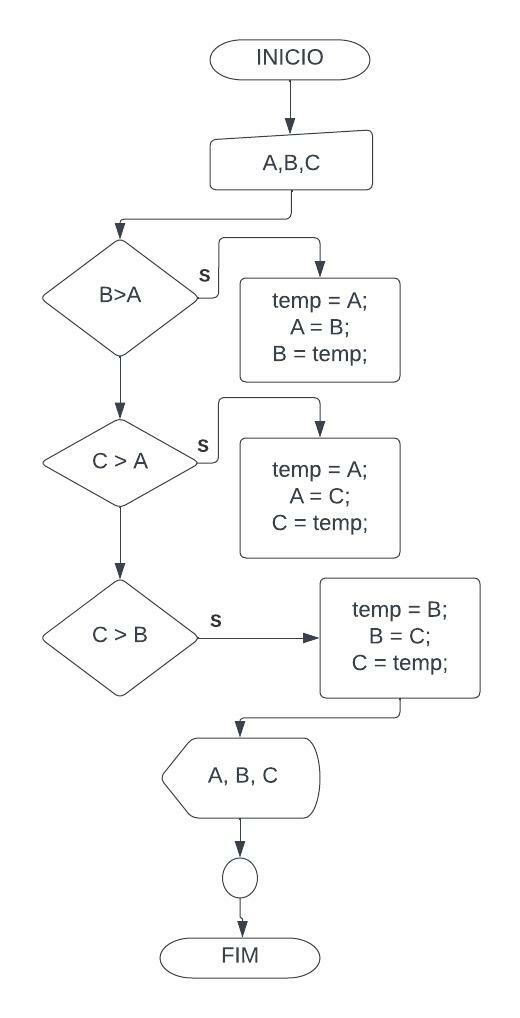 INICIO
A,B,C
B>A
S
temp = A;
A = B;
B = temp;
C > A
S
temp = A;
A = C;
C = temp;
C > B
S
temp = B;
B = C;
C = temp;
A, B, C
FIM